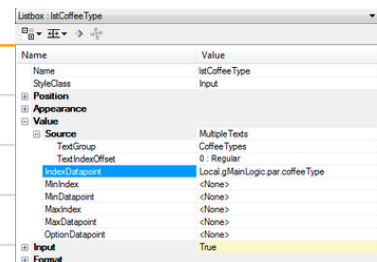 Listbox : lstCoffeeType
Name Value
Name lstCoffeeType
StyleClass Input
Position
Appearance
Value
Source MultipleTexts
TextGroup CoffeeTypes
TextIndexOffset 0 : Regular
IndexDatapoint Local.gMainLogic.par.coffeeType
MinIndex <None>
MinDatapoint <None>
MaxIndex <None>
MaxDatapoint <None>
OptionDatapoint <None>
Input True
Format